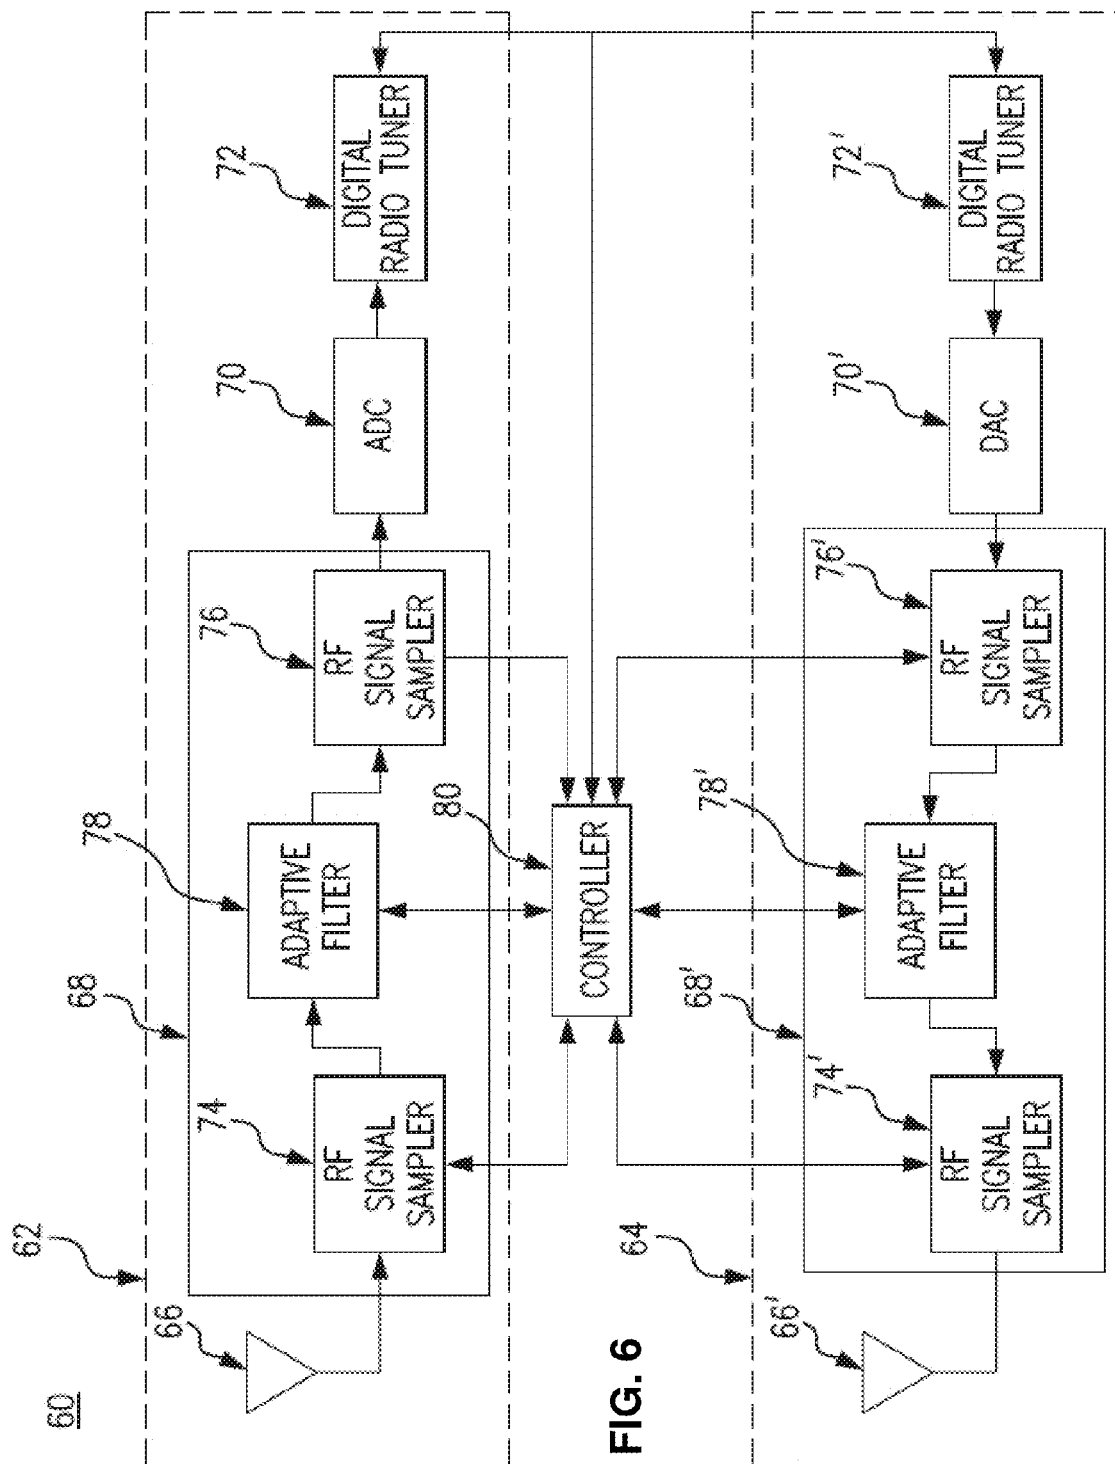 60
62
66
68
74
RF
SIGNAL
SAMPLER
78
ADAPTIVE
FILTER
76
RF
SIGNAL
SAMPLER
70
ADC
72
DIGITAL
RADIO TUNER
80
CONTROLLER
64
66'
68'
74'
RF
SIGNAL
SAMPLER
78'
ADAPTIVE
FILTER
76'
RF
SIGNAL
SAMPLER
70'
DAC
72'
DIGITAL
RADIO TUNER
FIG. 6